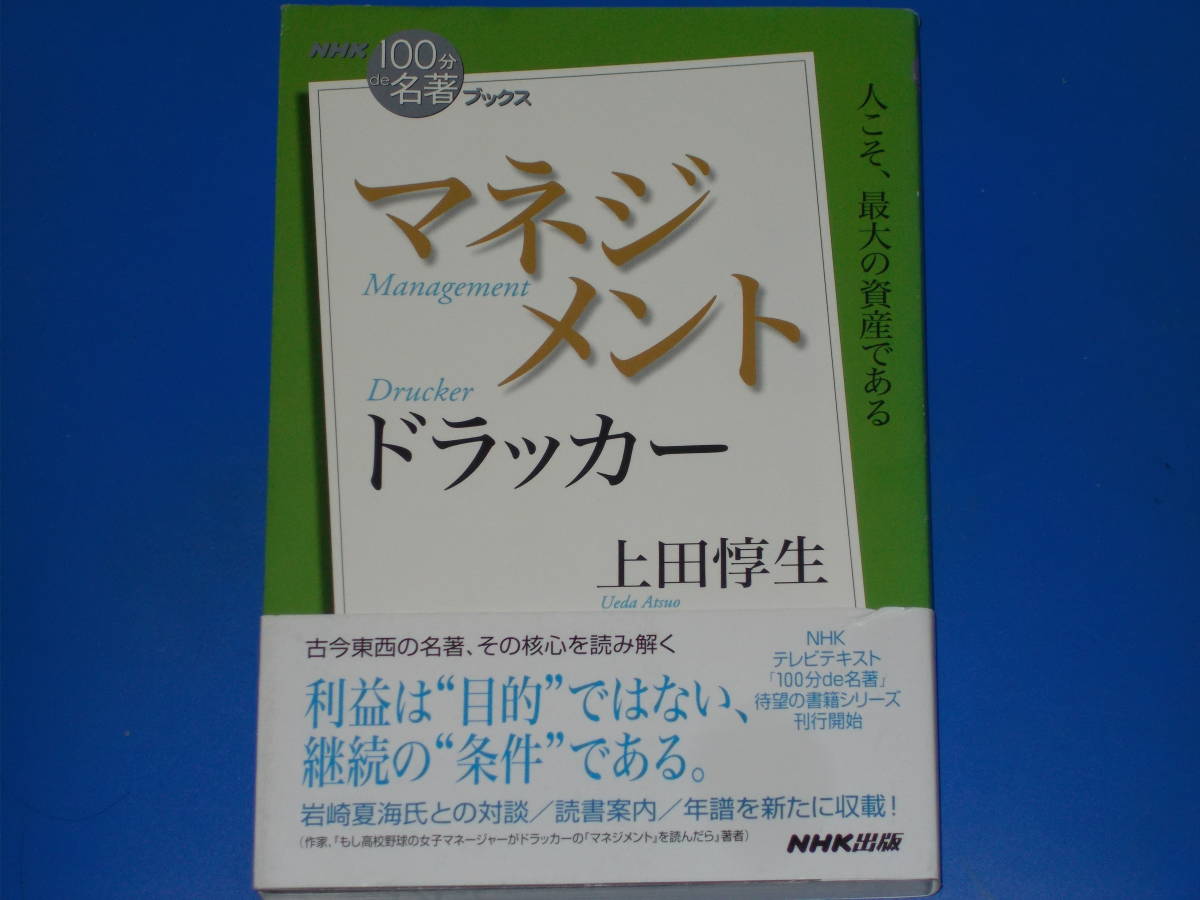 NHK
100分
de名著
ブックス
人こそ、最大の資産である
マネジ
Management
メント
Drucker
ドラッカー
上田惇生
Ueda Atsuo
古今東西の名著、その核心を読み解く
利益は“目的”ではない、
継続の“条件”である。
NHK
テレビテキスト
「100分de名著」
待望の書籍シリーズ
刊行開始
岩崎夏海氏との対談／読書案内／年譜を新たに収載！
（作家、「もし高校野球の女子マネージャーがドラッカーの「マネジメント」を読んだら」著者）
NHK出版